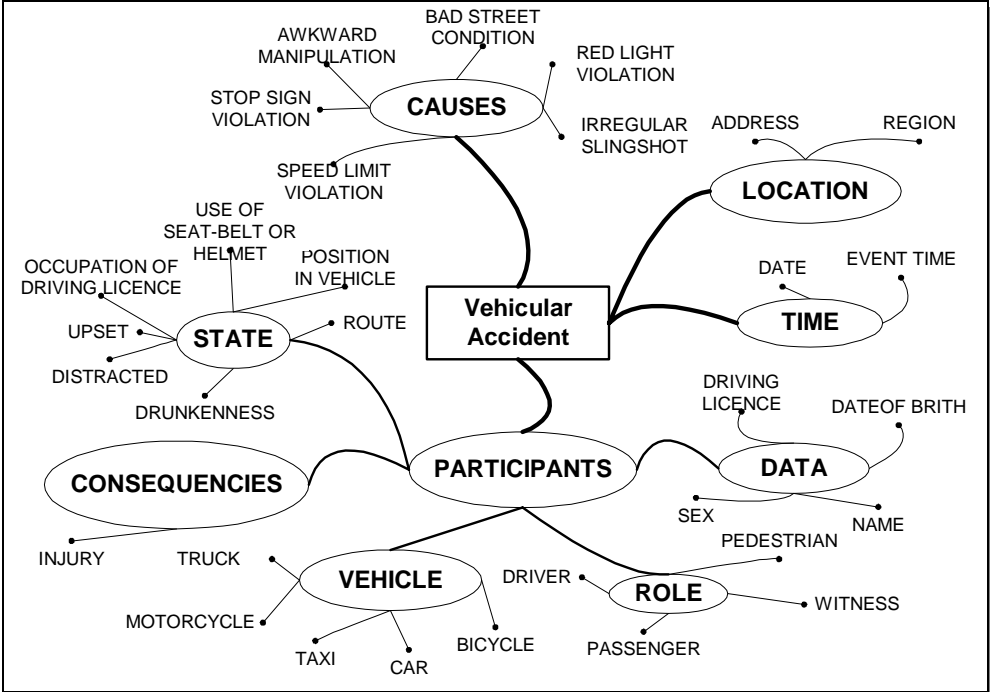 BAD STREET
CONDITION
AWKWARD
MANIPULATION
RED LIGHT
VIOLATION
STOP SIGN
VIOLATION
CAUSES
IRREGULAR
SLINGSHOT
SPEED LIMIT
VIOLATION
ADDRESS
REGION
LOCATION
USE OF
SEAT-BELT OR
HELMET
POSITION
IN VEHICLE
OCCUPATION OF
DRIVING LICENCE
UPSET
STATE
ROUTE
DISTRACTED
DRUNKENNESS
Vehicular
Accident
DATE
EVENT TIME
TIME
DRIVING
LICENCE
DATEOF BRITH
CONSEQUENCIES
PARTICIPANTS
DATA
SEX
NAME
INJURY
TRUCK
VEHICLE
MOTORCYCLE
TAXI
CAR
BICYCLE
PEDESTRIAN
DRIVER
ROLE
WITNESS
PASSENGER